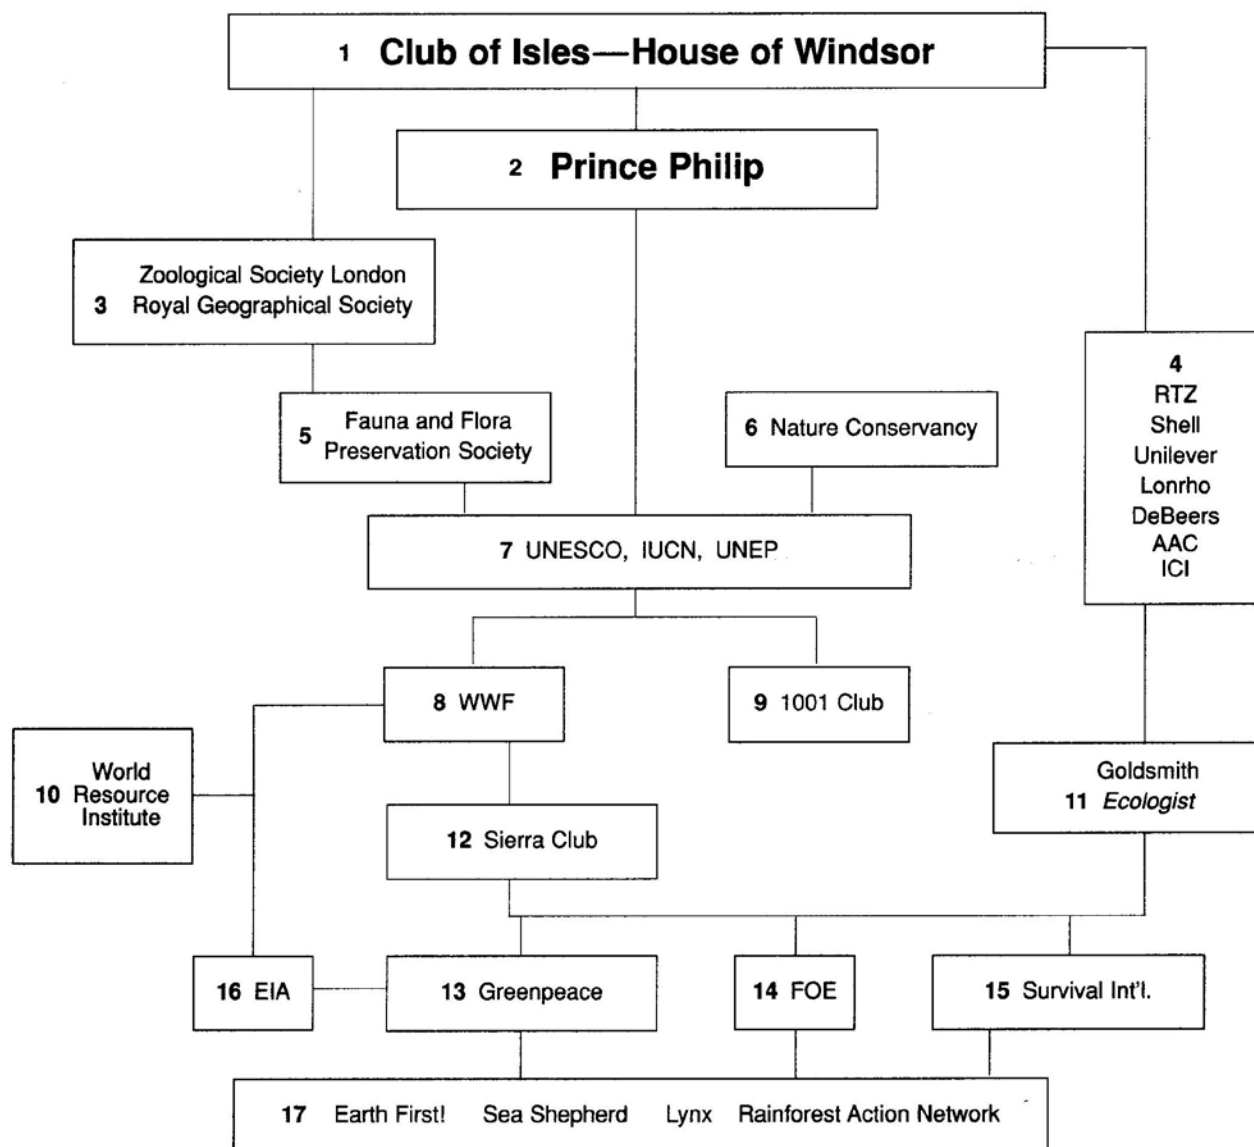 1 Club of Isles—House of Windsor
2 Prince Philip
Zoological Society London
3 Royal Geographical Society
4
RTZ
Shell
Unilever
Lonrho
DeBeers
AAC
ICI
Fauna and Flora
5 Preservation Society
6 Nature Conservancy
7 UNESCO, IUCN, UNEP
8 WWF
9 1001 Club
World
10 Resource
Institute
Goldsmith
11 Ecologist
12 Sierra Club
16 EIA
13 Greenpeace
14 FOE
15 Survival Int'l.
17 Earth First! Sea Shepherd Lynx Rainforest Action Network